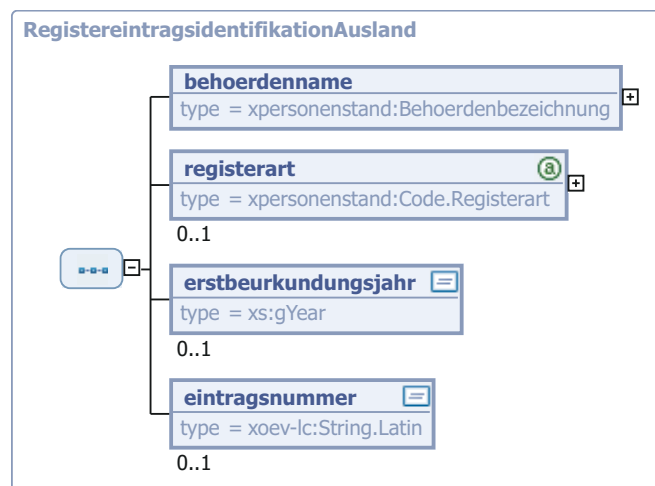 RegistereintragsidentifikationAusland
behoerdenname
type = xpersonenstand:Behoerdenbezeichnung
registerart
type = xpersonenstand:Code.Registerart
0..1
erstbeurkundungsjahr
type = xs:gYear
0..1
eintragsnummer
type = xoev-lc:String.Latin
0..1